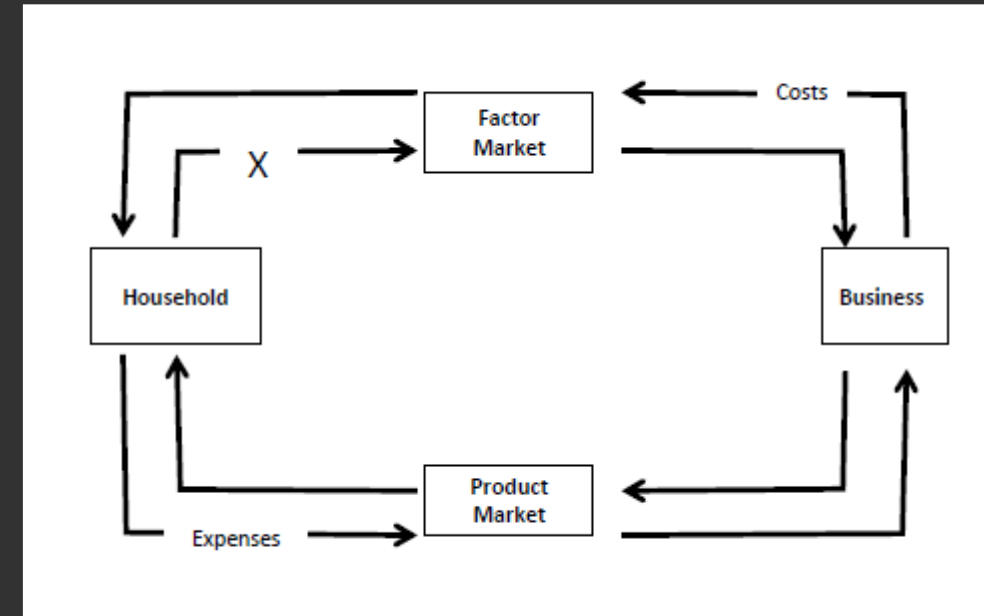 Costs
Factor
Market
X
Household
Business
Product
Market
Expenses